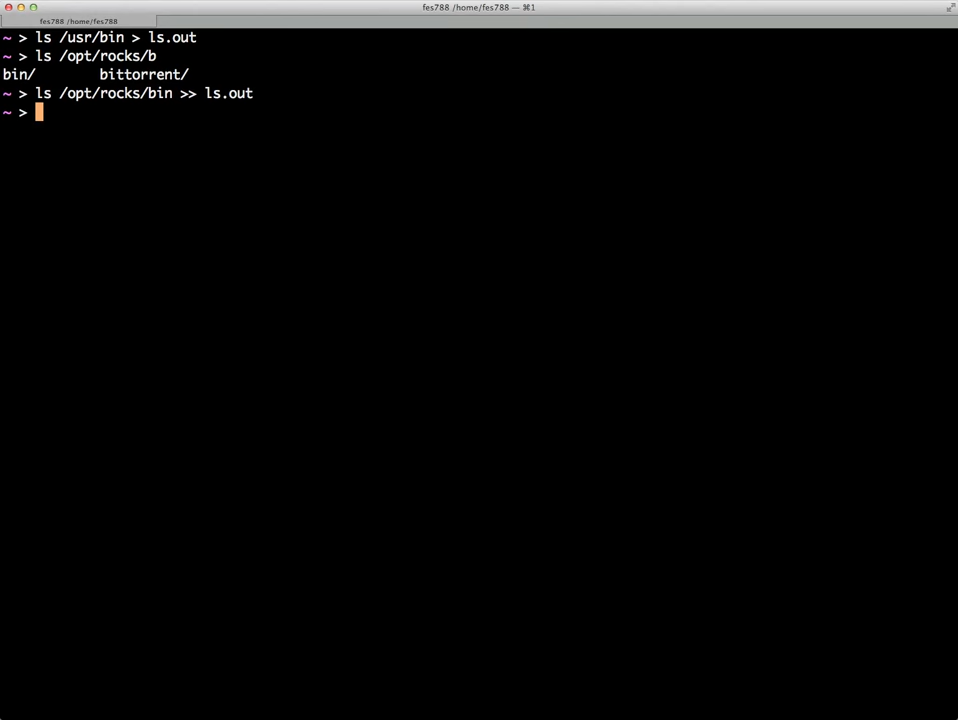 fes788 /home/fes788 — ⌘1
fes788 /home/fes788
~ > ls /usr/bin > ls.out
~ > ls /opt/rocks/b
bin/        bittorrent/
~ > ls /opt/rocks/bin >> ls.out
~ >